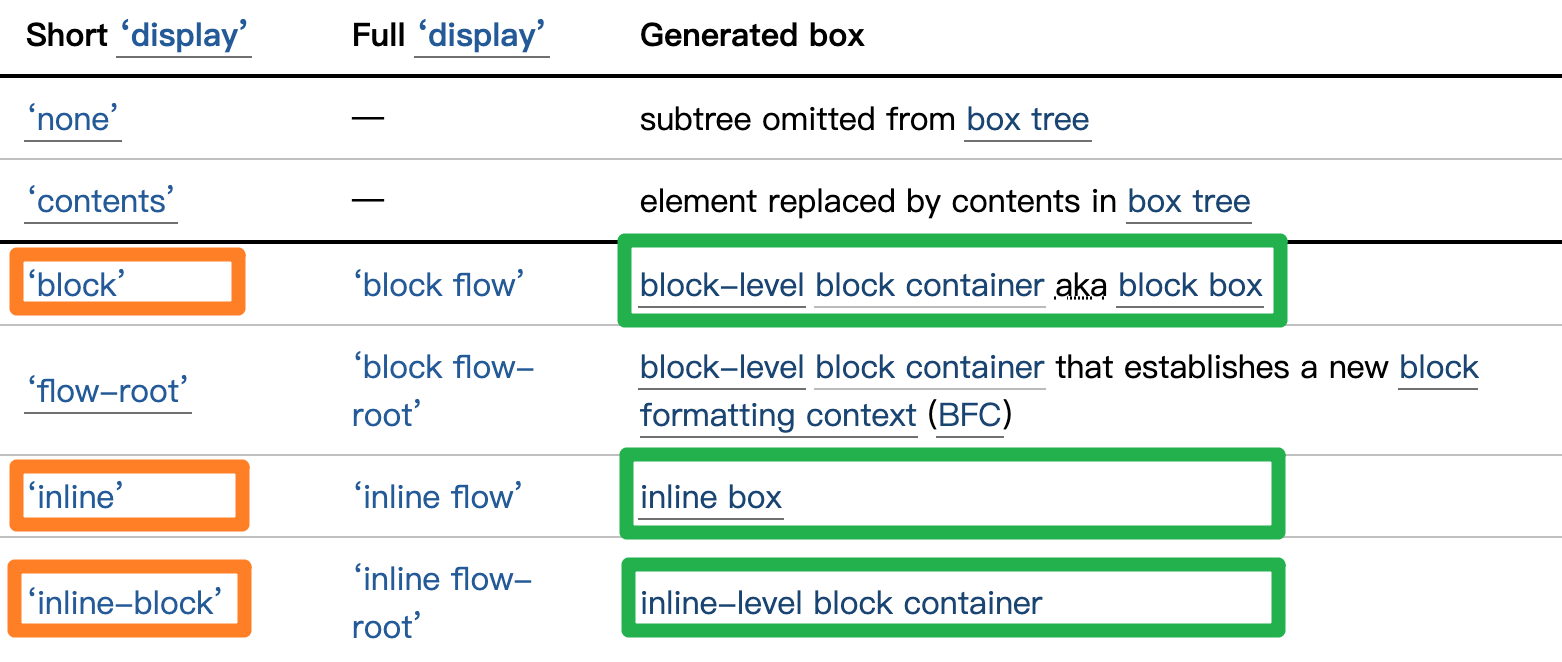 Short ‘display’ Full ‘display’ Generated box
‘none’ — subtree omitted from box tree
‘contents’ — element replaced by contents in box tree
‘block’ ‘block flow’ block–level block container aka block box
‘flow–root’ ‘block flow–
root’ block–level block container that establishes a new block
formatting context (BFC)
‘inline’ ‘inline flow’ inline box
‘inline–block’ ‘inline flow–
root’ inline–level block container